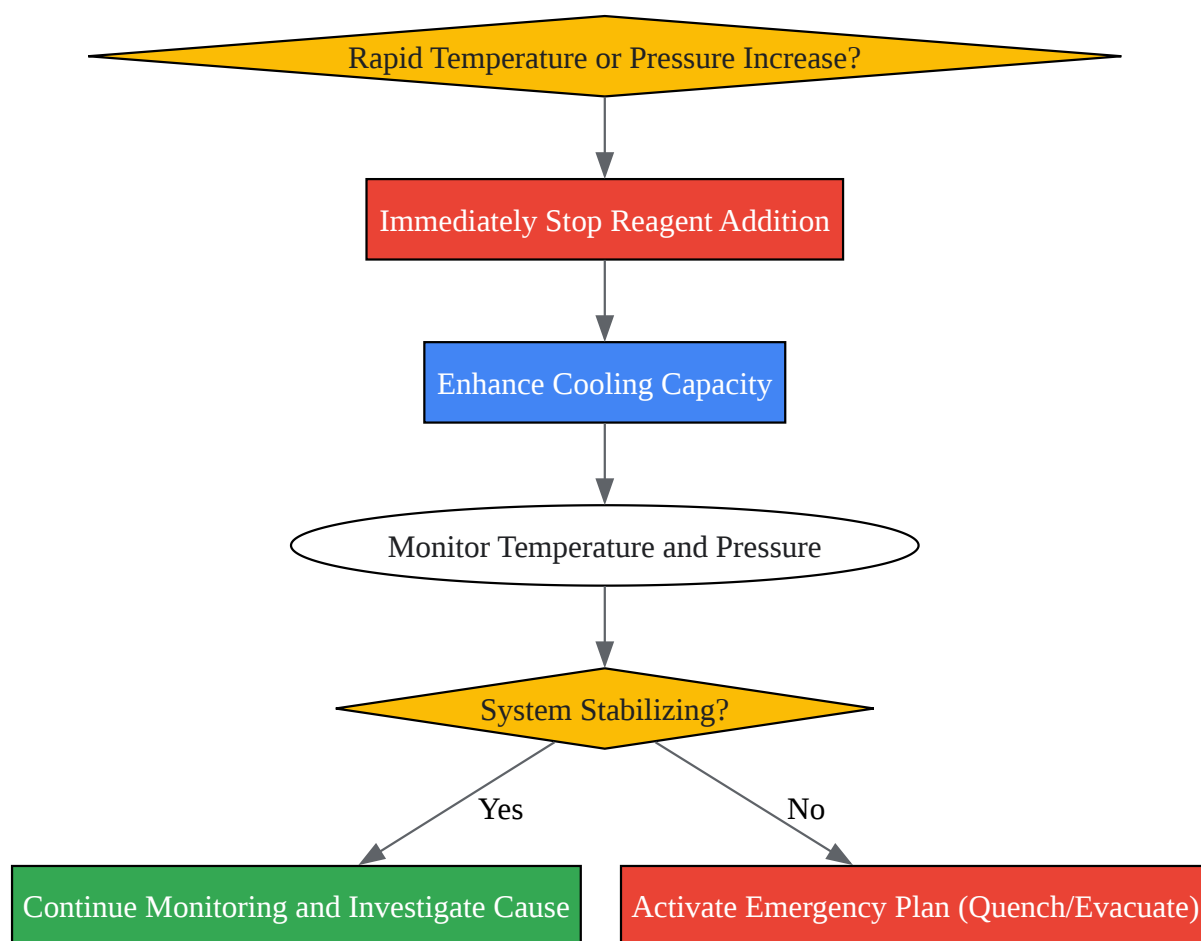 Rapid Temperature or Pressure Increase?
Immediately Stop Reagent Addition
Enhance Cooling Capacity
Monitor Temperature and Pressure
System Stabilizing?
Yes
No
Continue Monitoring and Investigate Cause
Activate Emergency Plan (Quench/Evacuate)